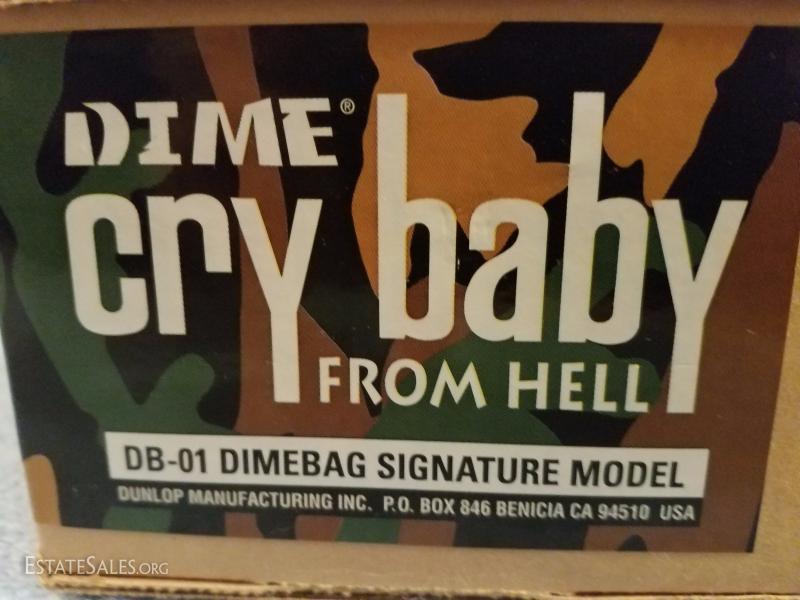 DIME®
cry baby
FROM HELL
DB-01 DIMEBAG SIGNATURE MODEL
DUNLOP MANUFACTURING INC. P.O. BOX 846 BENICIA CA 94510 USA
ESTATESALES.ORG